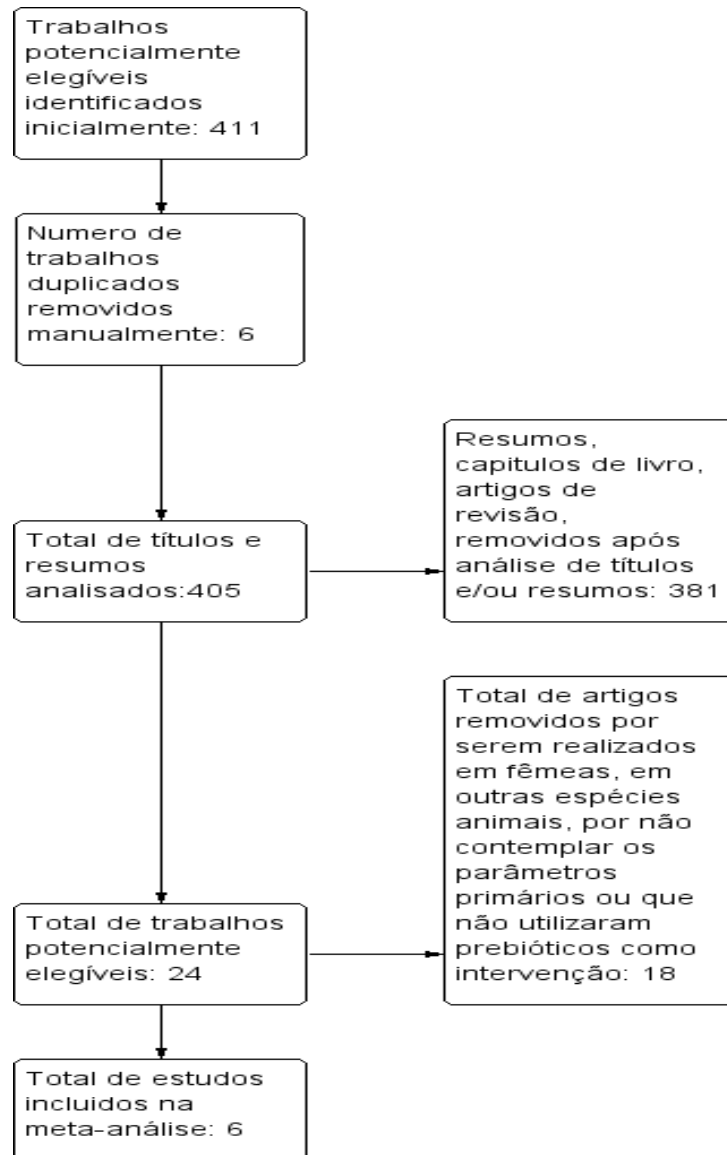 Trabalhos
potencialmente
elegíveis
identificados
inicialmente: 411
Numero de
trabalhos
duplicados
removidos
manualmente: 6
Total de títulos e
resumos
analisados:405
Resumos,
capitulos de livro,
artigos de
revisão,
removidos após
análise de títulos
e/ou resumos: 381
Total de artigos
removidos por
serem realizados
em fêmeas, em
outras espécies
animais, por não
contemplar os
parâmetros
primários ou que
não utilizaram
prebióticos como
intervenção: 18
Total de trabalhos
potencialmente
elegíveis: 24
Total de estudos
incluidos na
meta-análise: 6